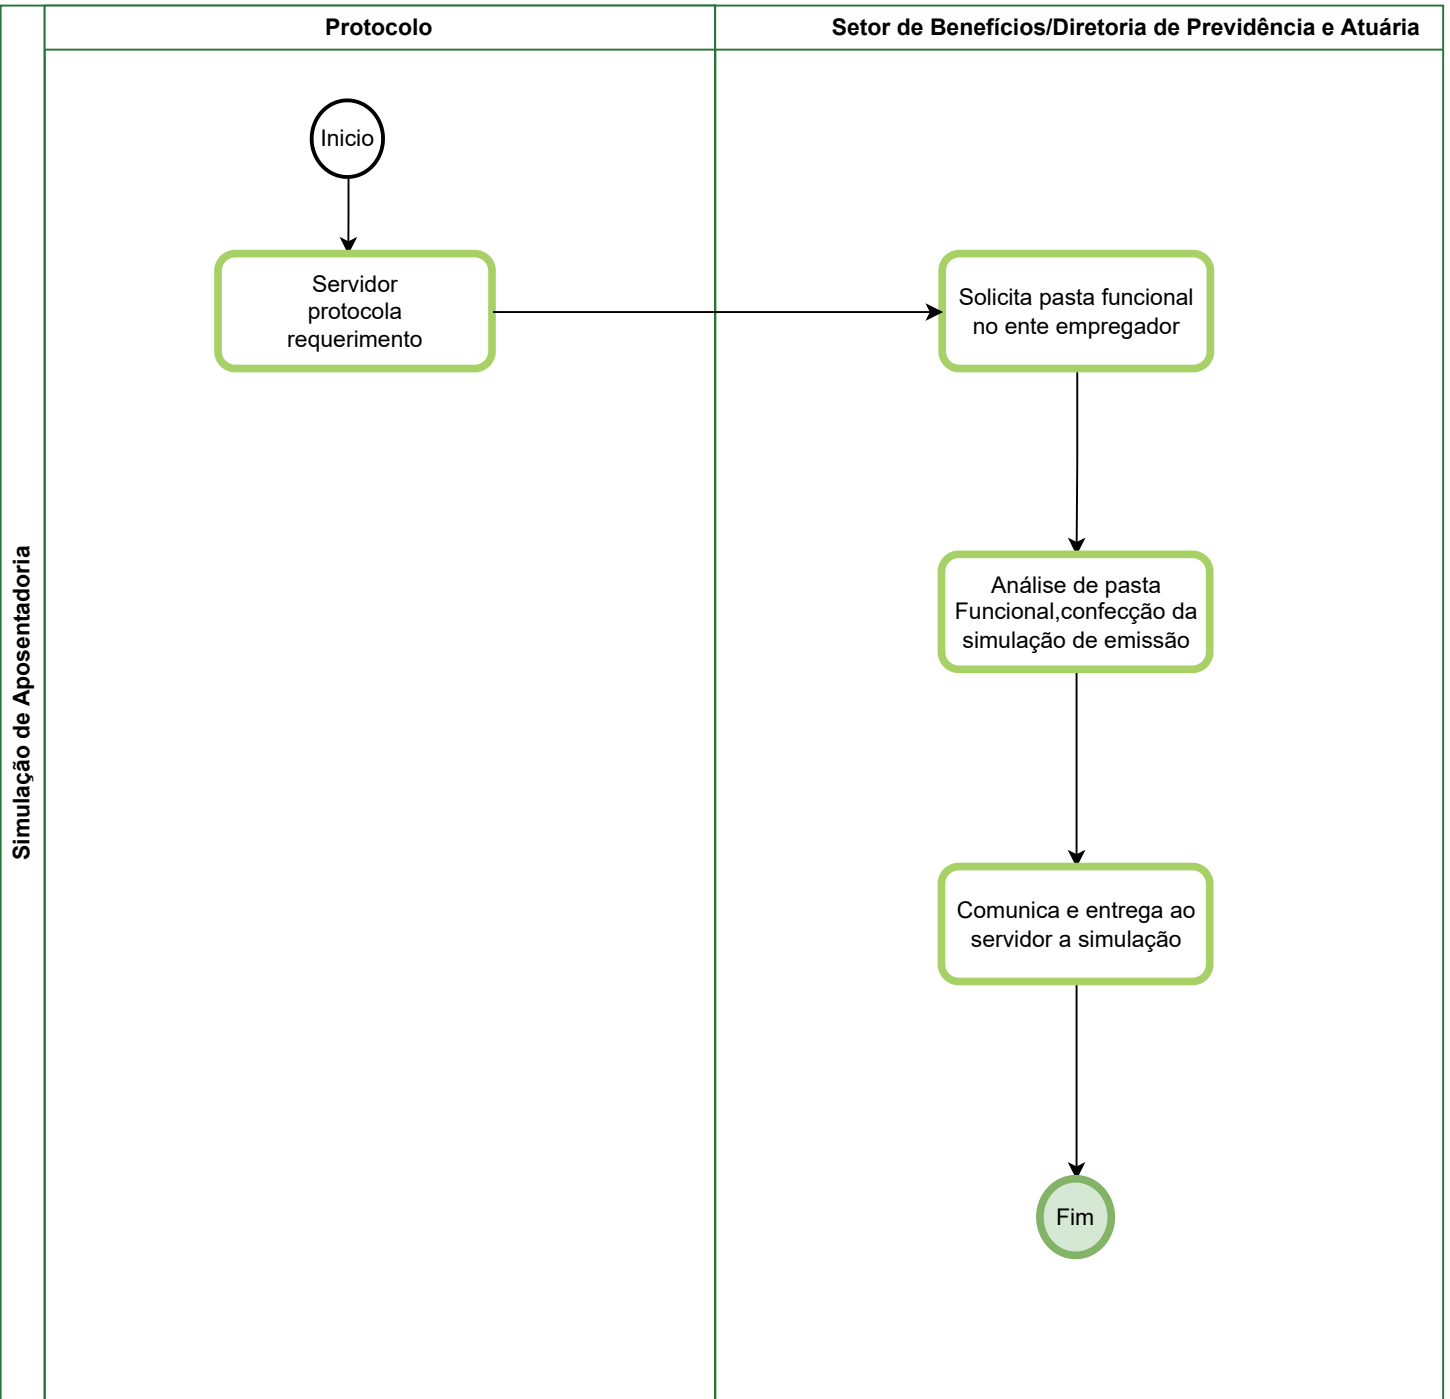 Protocolo
Setor de Benefícios/Diretoria de Previdência e Atuária
Simulação de Aposentadoria
Inicio
Servidor
protocola
requerimento
Solicita pasta funcional
no ente empregador
Análise de pasta
Funcional,confecção da
simulação de emissão
Comunica e entrega ao
servidor a simulação
Fim